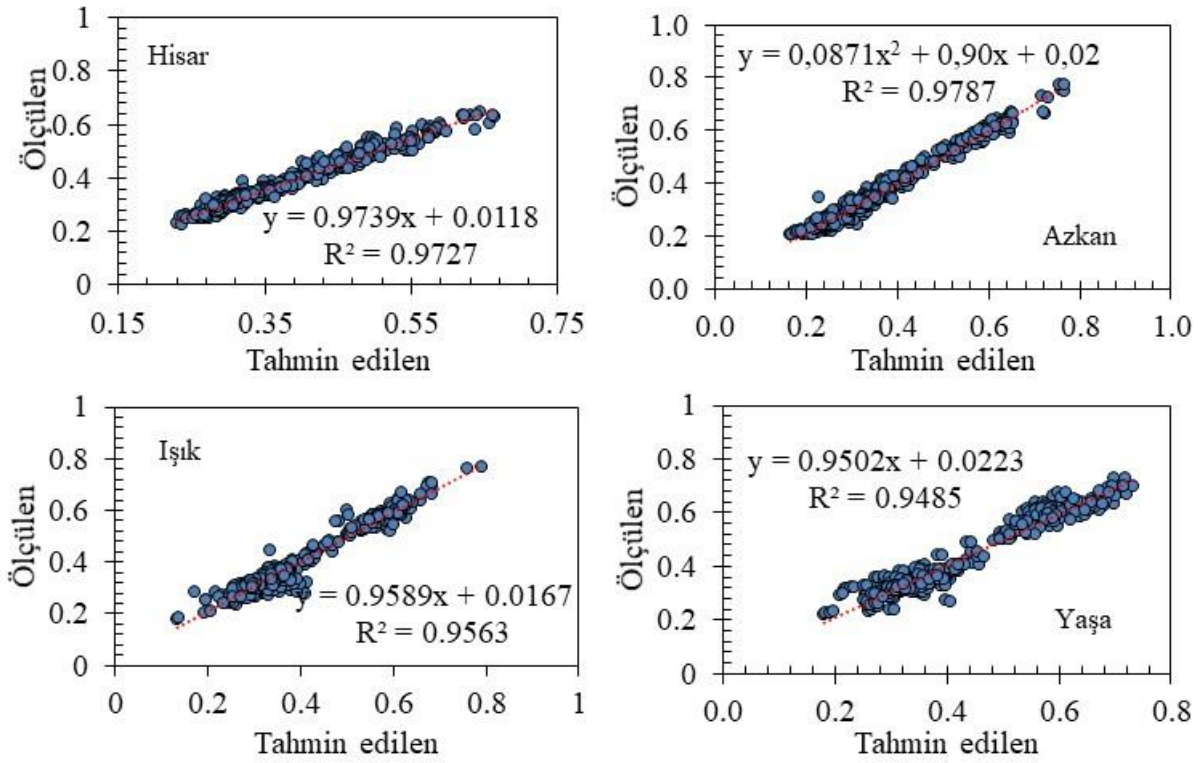 1
0.8
0.6
0.4
0.2
0
Ölçülen
Hisar
y = 0.9739x + 0.0118
R² = 0.9727
0.15 0.35 0.55 0.75
Tahmin edilen
1.0
0.8
0.6
0.4
0.2
0.0
Ölçülen
y = 0,0871x² + 0,90x + 0,02
R² = 0.9787
Azkan
0.0 0.2 0.4 0.6 0.8 1.0
Tahmin edilen
1
0.8
0.6
0.4
0.2
0
Ölçülen
Işık
y = 0.9589x + 0.0167
R² = 0.9563
0 0.2 0.4 0.6 0.8 1
Tahmin edilen
1
0.8
0.6
0.4
0.2
0
Ölçülen
y = 0.9502x + 0.0223
R² = 0.9485
Yaşa
0.0 0.2 0.4 0.6 0.8
Tahmin edilen